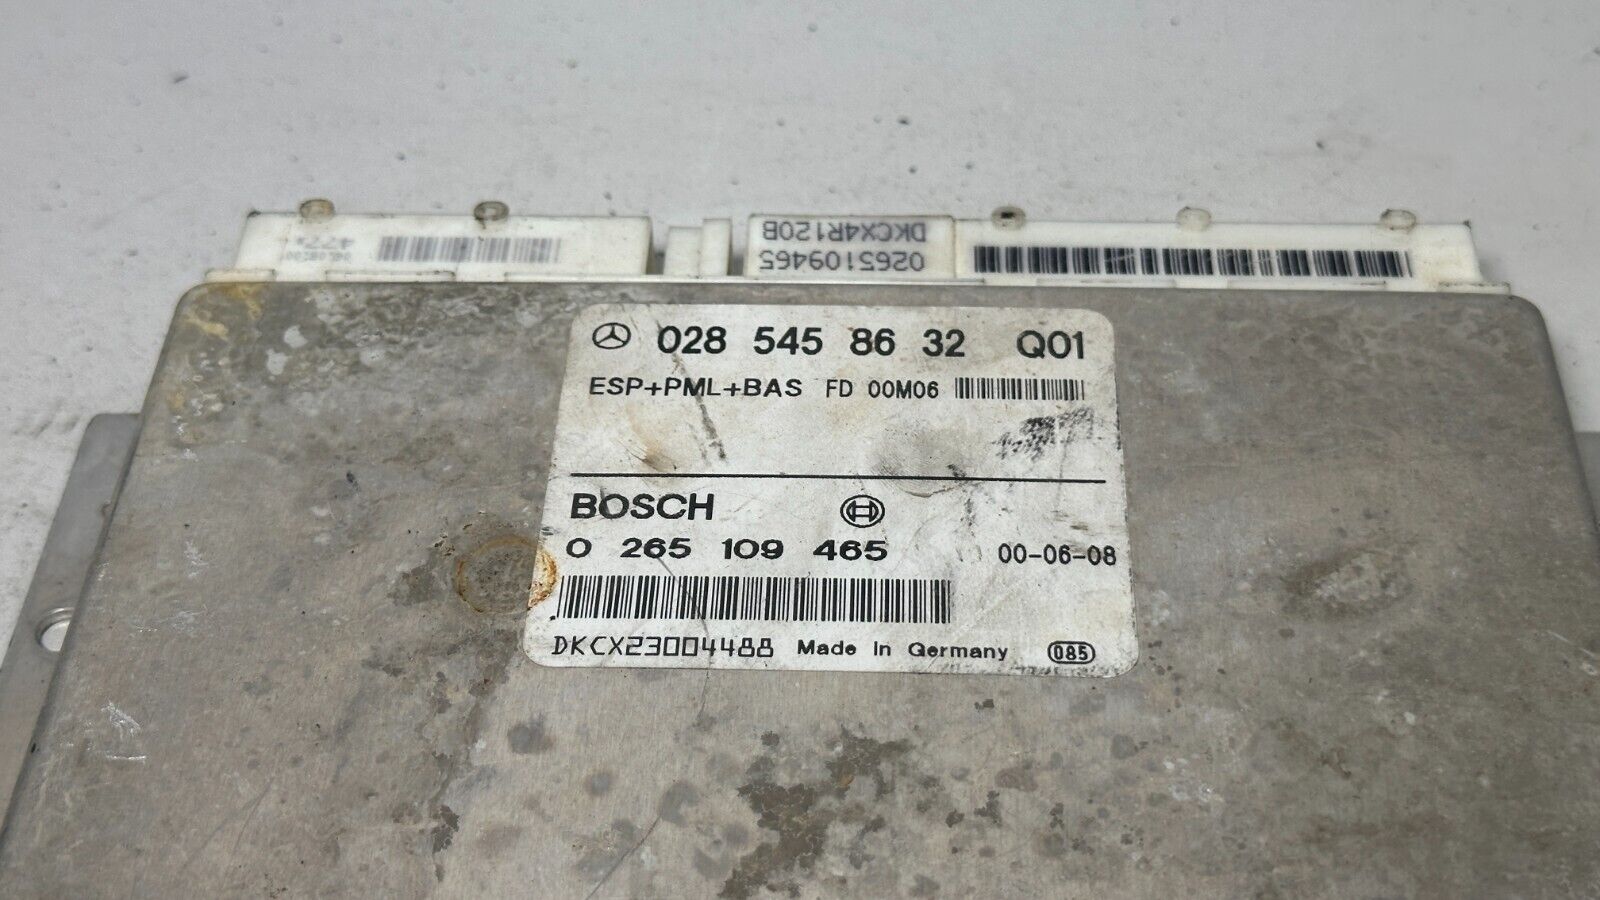 DKCX4R120B
0265109465
028 545 86 32 Q01
ESP+PML+BAS FD 00M06
BOSCH
0 265 109 465 00-06-08
DKCX23004488 Made in Germany 085